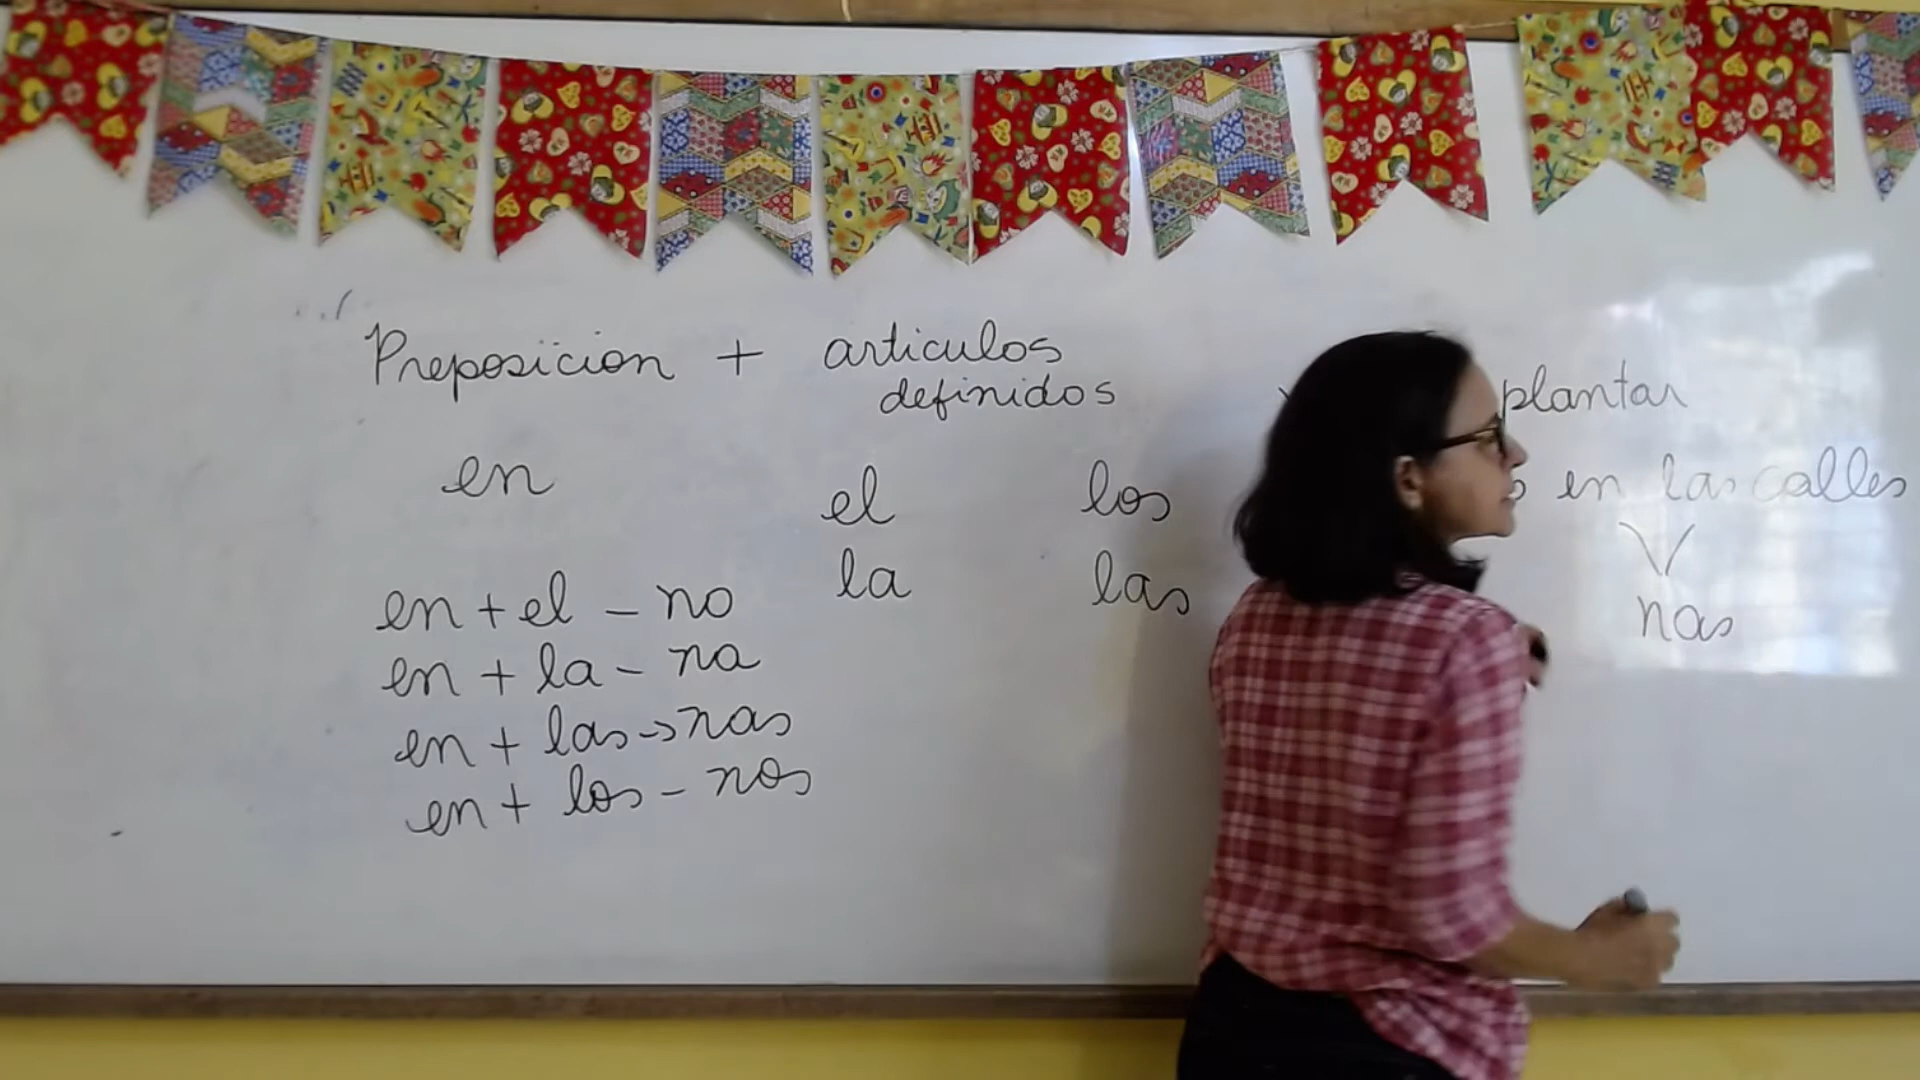 Preposicion + articulos
definidos
en
el los
la las
en + el - no
en + la - na
en + las → nas
en + los - nos
plantar
en las calles
nas